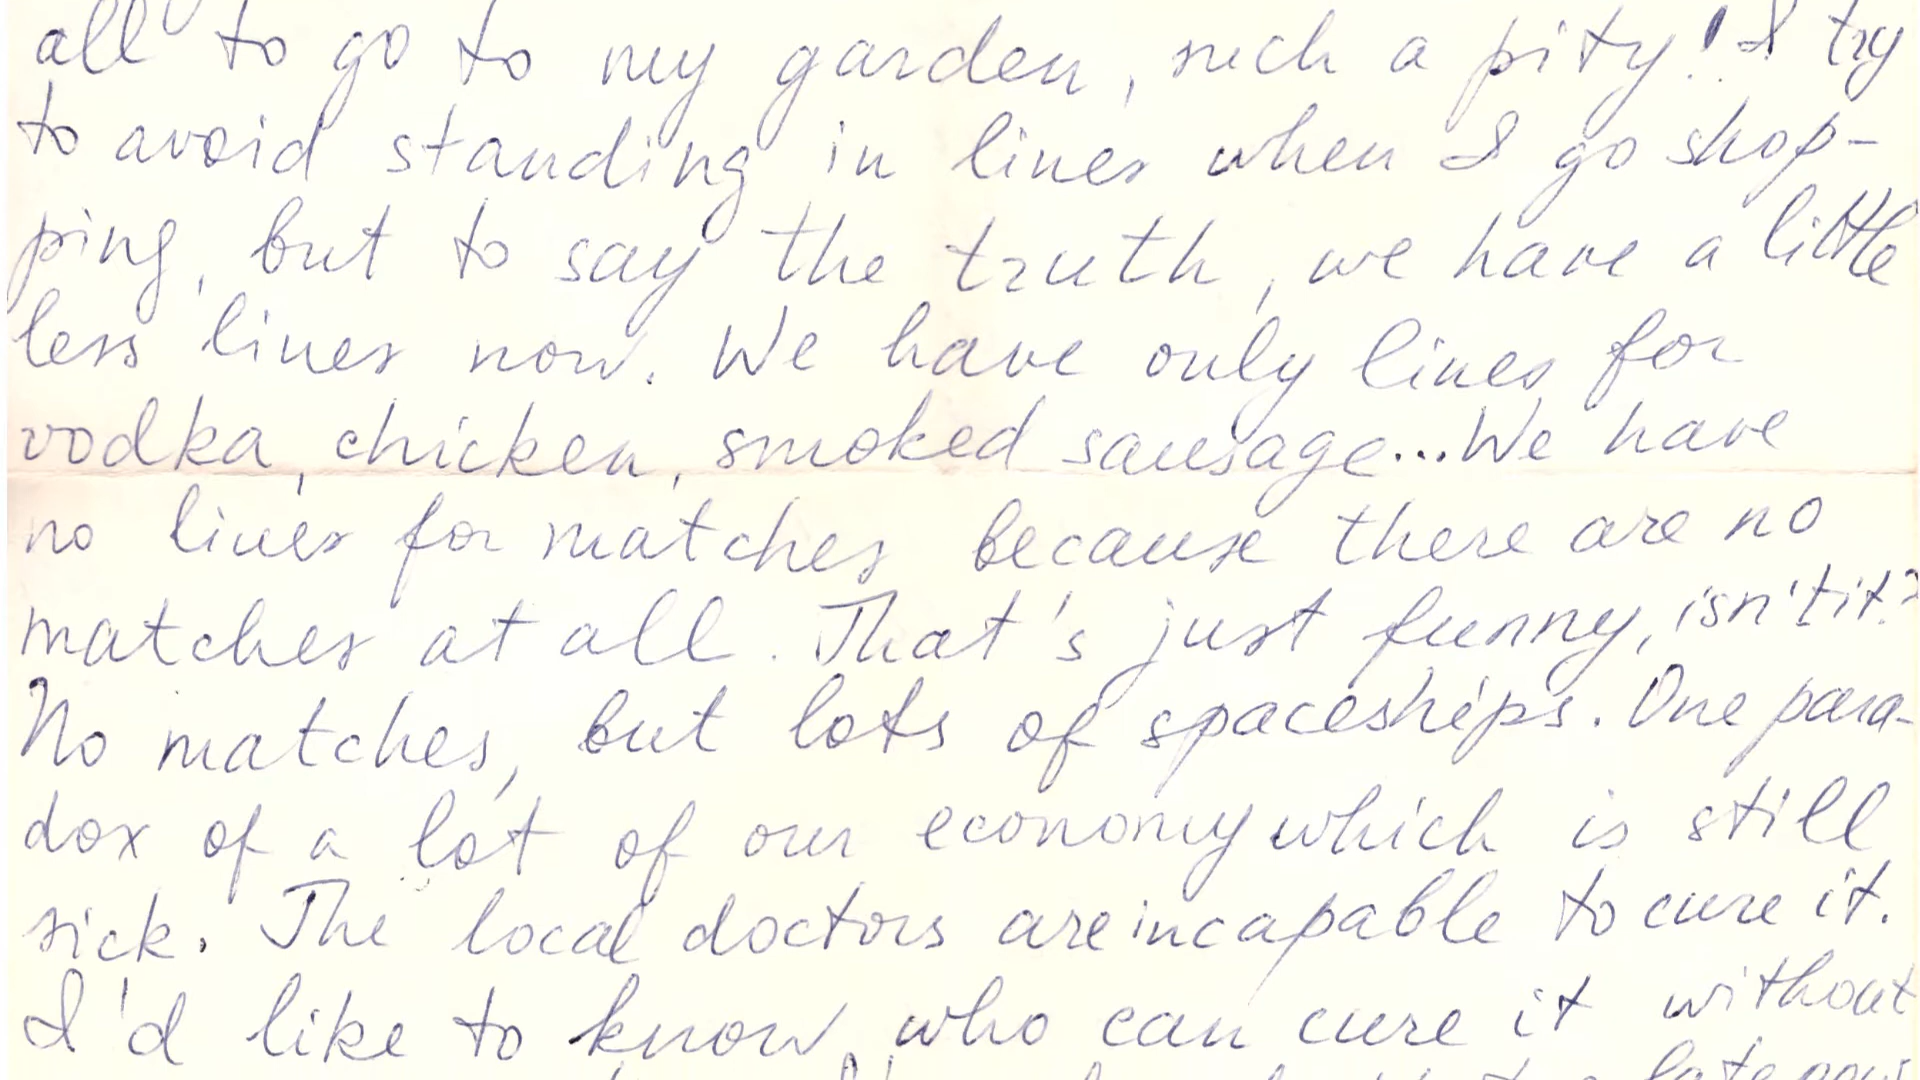 all to go to my garden, such a pity! I try
to avoid standing in lines when I go shop-
ping, but to say the truth, we have a little
less lines now. We have only lines for
vodka, chicken, smoked sausage...We have
no lines for matches because there are no
matches at all. That's just funny, isn't it?
No matches, but lots of spaceships. One para-
dox of a lot of our economy which is still
sick. The local doctors are incapable to cure it.
I'd like to know, who can cure it without